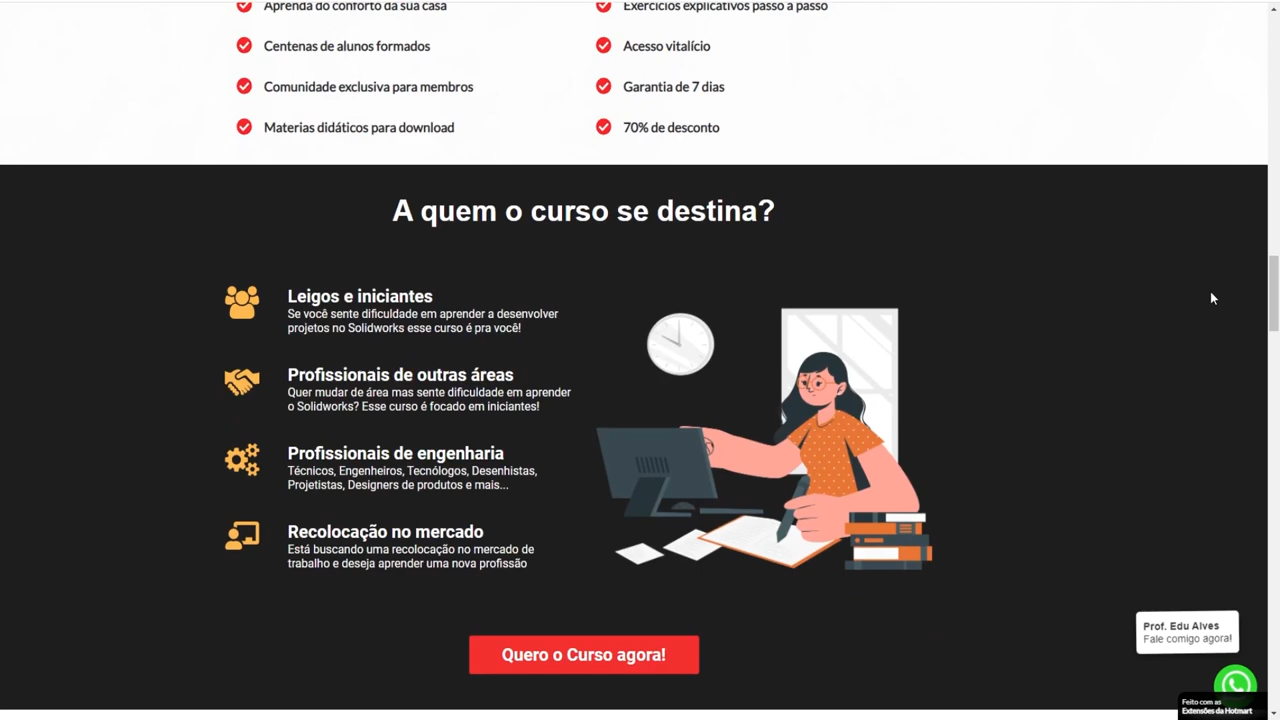 Aprenda do conforto da sua casa
Exercícios explicativos passo a passo
Centenas de alunos formados
Acesso vitalício
Comunidade exclusiva para membros
Garantia de 7 dias
Materias didáticos para download
70% de desconto
A quem o curso se destina?
Leigos e iniciantes
Se você sente dificuldade em aprender a desenvolver
projetos no Solidworks esse curso é pra você!
Profissionais de outras áreas
Quer mudar de área mas sente dificuldade em aprender
o Solidworks? Esse curso é focado em iniciantes!
Profissionais de engenharia
Técnicos, Engenheiros, Tecnólogos, Desenhistas,
Projetistas, Designers de produtos e mais...
Recolocação no mercado
Está buscando uma recolocação no mercado de
trabalho e deseja aprender uma nova profissão
Quero o Curso agora!
Prof. Edu Alves
Fale comigo agora!
Feito com as
Extensões da Hotmart